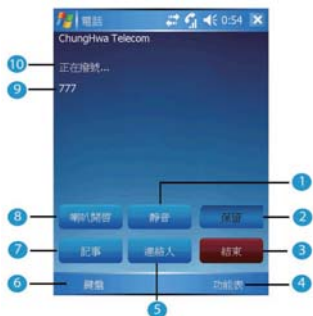 電話 0:54
ChungHwa Telecom
10 正在撥號...
9 777
1
8 喇叭開啓 靜音 保留 2
7 記事 連絡人 結束 3
6 鍵盤 功能表 4
5